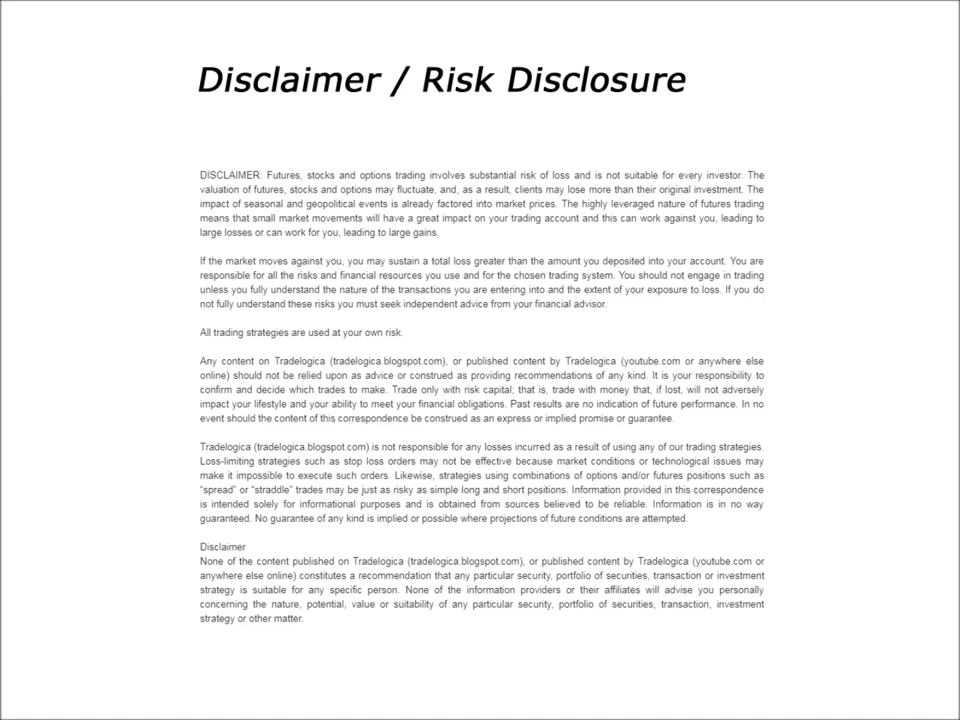 Disclaimer / Risk Disclosure
DISCLAIMER: Futures, stocks and options trading involves substantial risk of loss and is not suitable for every investor. The
valuation of futures, stocks and options may fluctuate, and, as a result, clients may lose more than their original investment. The
impact of seasonal and geopolitical events is already factored into market prices. The highly leveraged nature of futures trading
means that small market movements will have a great impact on your trading account and this can work against you, leading to
large losses or can work for you, leading to large gains.
If the market moves against you, you may sustain a total loss greater than the amount you deposited into your account. You are
responsible for all the risks and financial resources you use and for the chosen trading system. You should not engage in trading
unless you fully understand the nature of the transactions you are entering into and the extent of your exposure to loss. If you do
not fully understand these risks you must seek independent advice from your financial advisor.
All trading strategies are used at your own risk.
Any content on Tradelogica (tradelogica.blogspot.com), or published content by Tradelogica (youtube.com or anywhere else
online) should not be relied upon as advice or construed as providing recommendations of any kind. It is your responsibility to
confirm and decide which trades to make. Trade only with risk capital; that is, trade with money that, if lost, will not adversely
impact your lifestyle and your ability to meet your financial obligations. Past results are no indication of future performance. In no
event should the content of this correspondence be construed as an express or implied promise or guarantee.
Tradelogica (tradelogica.blogspot.com) is not responsible for any losses incurred as a result of using any of our trading strategies.
Loss-limiting strategies such as stop loss orders may not be effective because market conditions or technological issues may
make it impossible to execute such orders. Likewise, strategies using combinations of options and/or futures positions such as
“spread” or “straddle” trades may be just as risky as simple long and short positions. Information provided in this correspondence
is intended solely for informational purposes and is obtained from sources believed to be reliable. Information is in no way
guaranteed. No guarantee of any kind is implied or possible where projections of future conditions are attempted.
Disclaimer
None of the content published on Tradelogica (tradelogica.blogspot.com), or published content by Tradelogica (youtube.com or
anywhere else online) constitutes a recommendation that any particular security, portfolio of securities, transaction or investment
strategy is suitable for any specific person. None of the information providers or their affiliates will advise you personally
concerning the nature, potential, value or suitability of any particular security, portfolio of securities, transaction, investment
strategy or other matter.